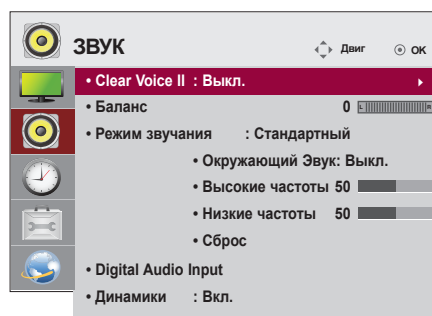 ЗВУК Двиг ОК
• Clear Voice II : Выкл.
• Баланс 0 L R
• Режим звучания : Стандартный
• Окружающий Эвук: Выкл.
• Высокие частоты 50
• Низкие частоты 50
• Сброс
• Digital Audio Input
• Динамики : Вкл.